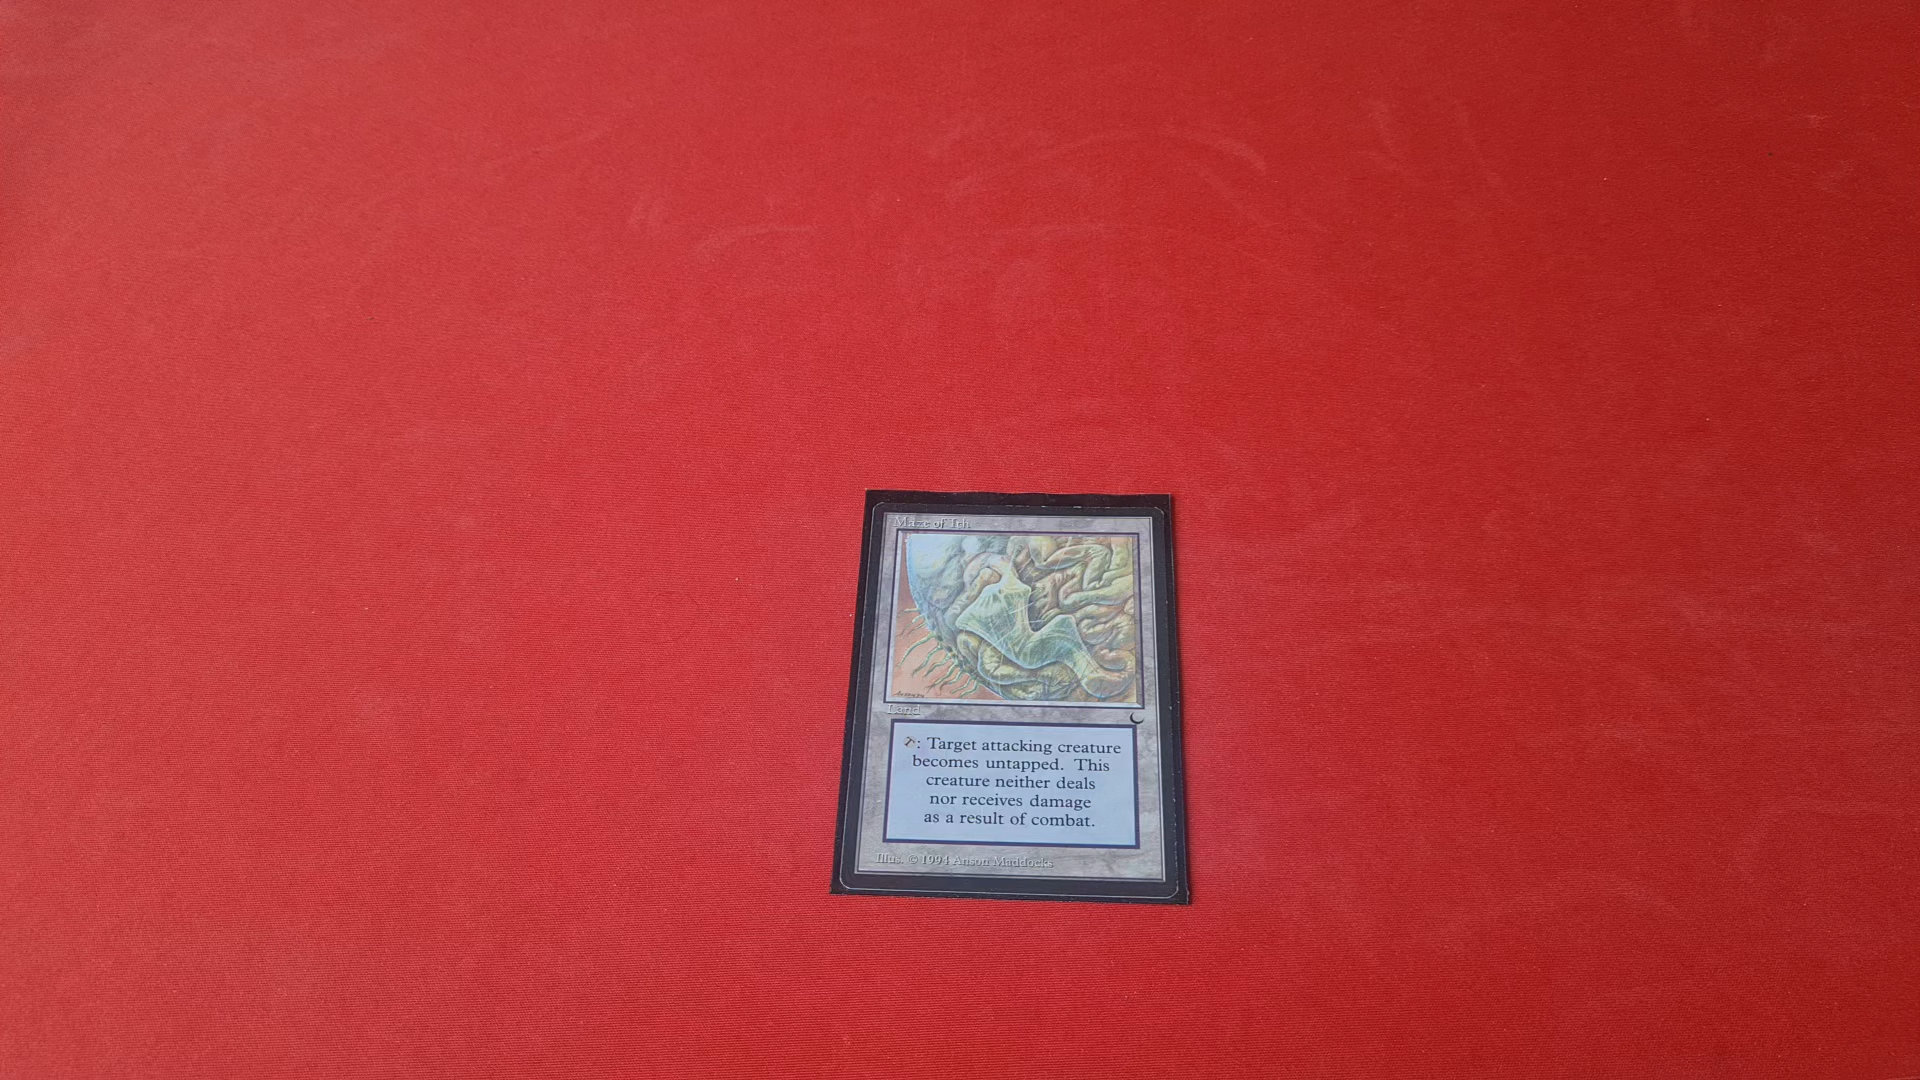 Maze of Ith
Land
T: Target attacking creature
becomes untapped. This
creature neither deals
nor receives damage
as a result of combat.
Illus. © 1994 Anson Maddocks